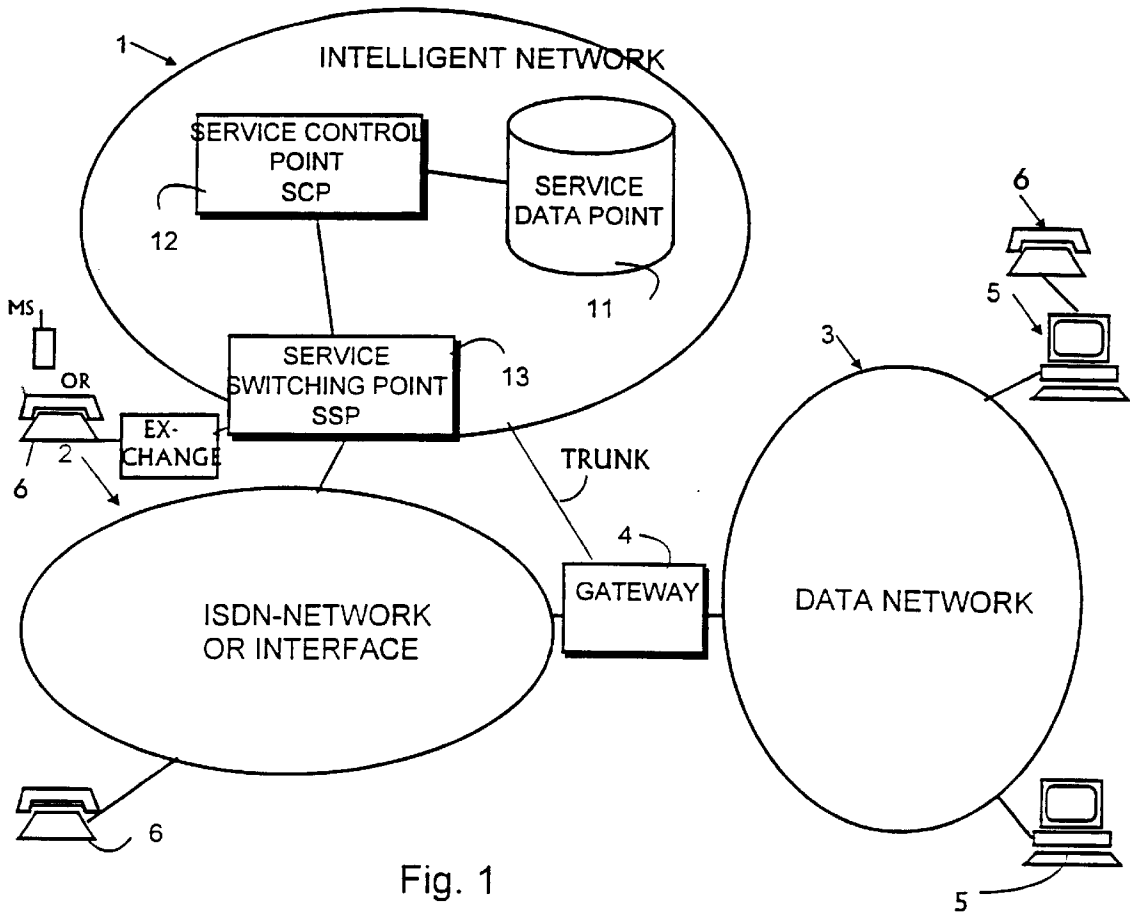 1
INTELLIGENT NETWORK
SERVICE CONTROL
POINT
SCP
12
SERVICE
DATA POINT
11
6
5
MS
OR
SERVICE
SWITCHING POINT
SSP
13
3
EX-
CHANGE
2
6
TRUNK
4
GATEWAY
ISDN-NETWORK
OR INTERFACE
DATA NETWORK
6
5
Fig. 1